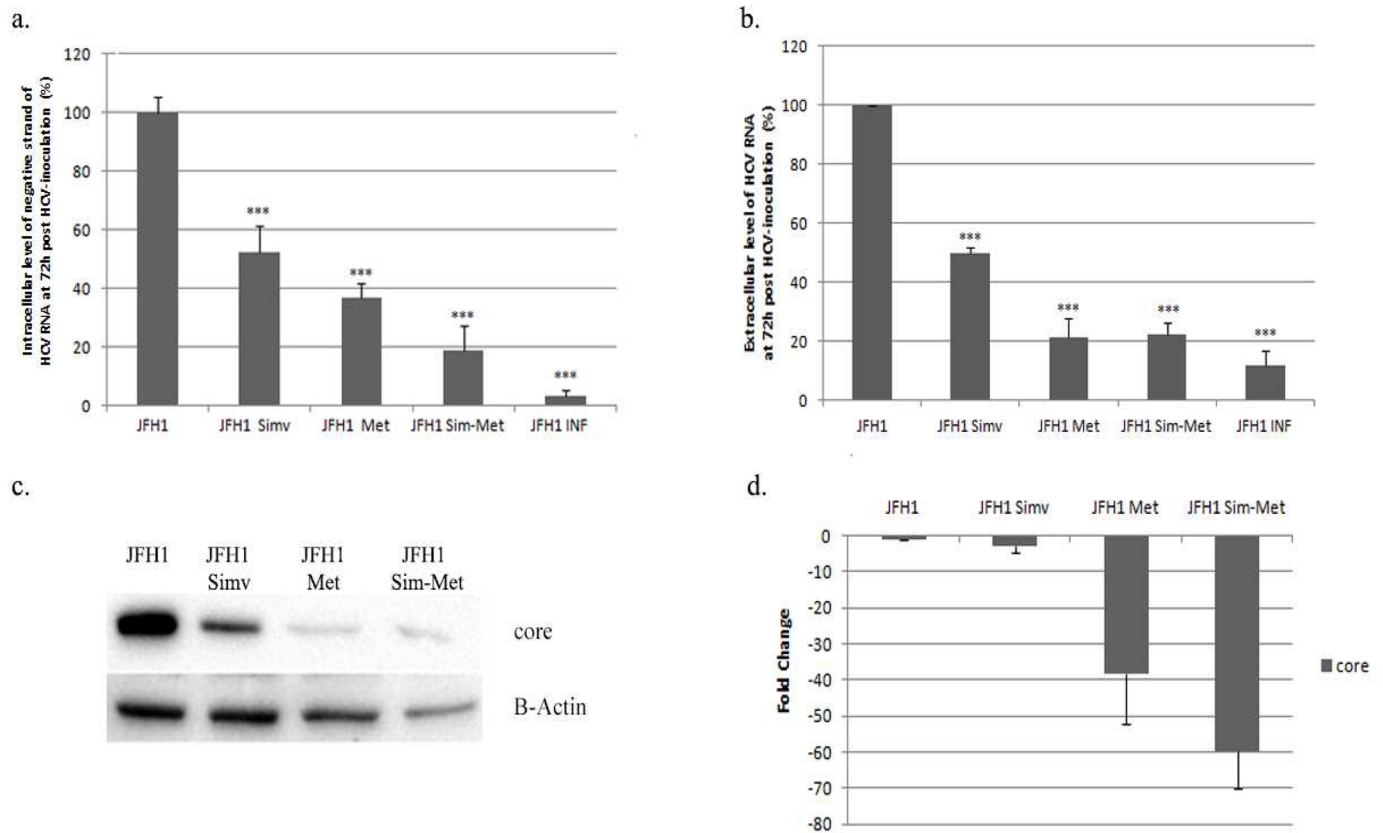 a.
Intracellular level of negative strand of
HCV RNA at 72h post HCV-inoculation (%)
120
100
80
60
40
20
0
***
***
***
***
JFH1
JFH1 Simv
JFH1 Met
JFH1 Sim-Met
JFH1 INF
b.
Extracellular level of HCV RNA
at 72h post HCV-inoculation (%)
120
100
80
60
40
20
0
***
***
***
***
JFH1
JFH1 Simv
JFH1 Met
JFH1 Sim-Met
JFH1 INF
c.
JFH1
JFH1
Simv
JFH1
Met
JFH1
Sim-Met
core
B-Actin
d.
JFH1
JFH1 Simv
JFH1 Met
JFH1 Sim-Met
Fold Change
0
-10
-20
-30
-40
-50
-60
-70
-80
core